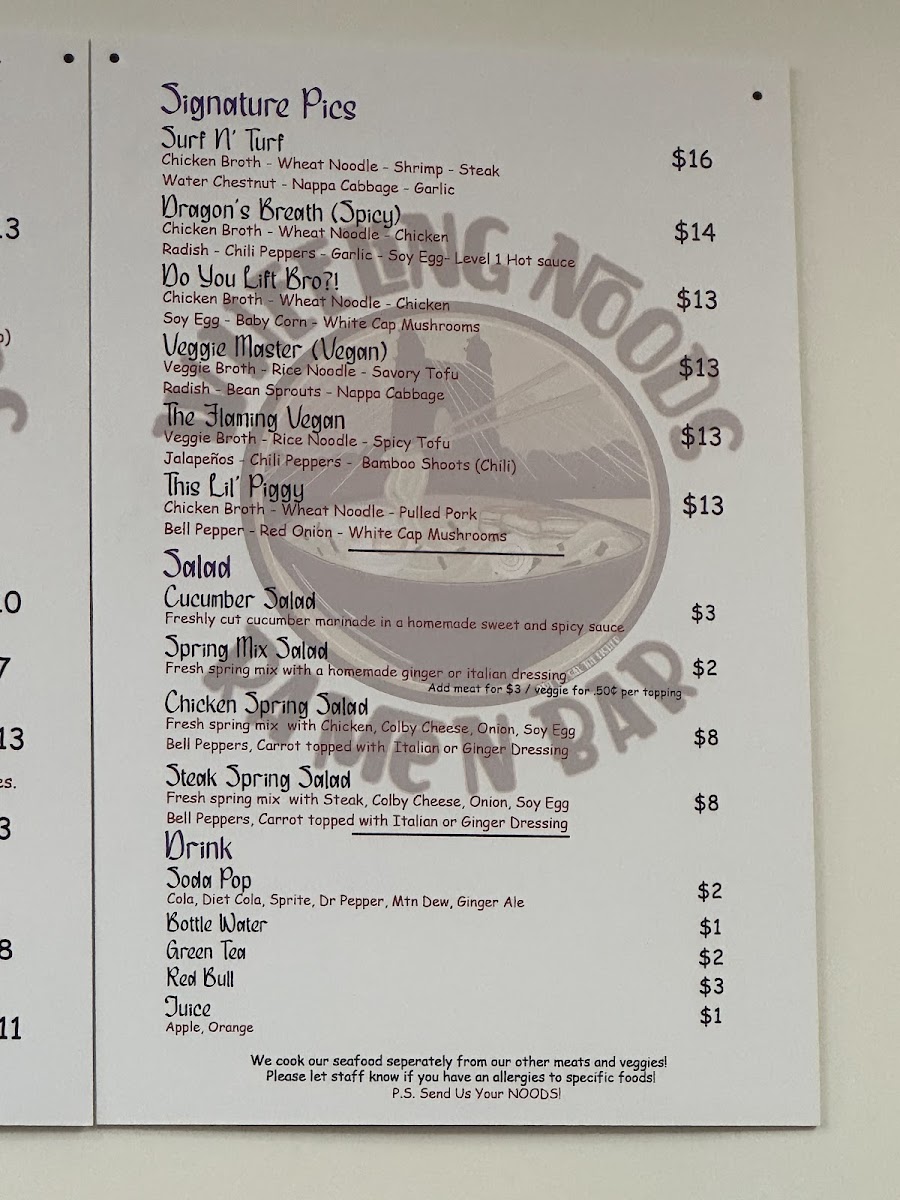 Signature Pics
Surf N' Turf
Chicken Broth - Wheat Noodle - Shrimp - Steak
Water Chestnut - Nappa Cabbage - Garlic
$16
Dragon's Breath (Spicy)
Chicken Broth - Wheat Noodle - Chicken
Radish - Chili Peppers - Garlic - Soy Egg- Level 1 Hot sauce
$14
Do You Lift Bro?!
Chicken Broth - Wheat Noodle - Chicken
Soy Egg - Baby Corn - White Cap Mushrooms
$13
Veggie Master (Vegan)
Veggie Broth - Rice Noodle - Savory Tofu
Radish - Bean Sprouts - Nappa Cabbage
$13
The Flaming Vegan
Veggie Broth - Rice Noodle - Spicy Tofu
Jalapeños - Chili Peppers - Bamboo Shoots (Chili)
$13
This Lil' Piggy
Chicken Broth - Wheat Noodle - Pulled Pork
Bell Pepper - Red Onion - White Cap Mushrooms
$13
Salad
Cucumber Salad
Freshly cut cucumber marinade in a homemade sweet and spicy sauce
$3
Spring Mix Salad
Fresh spring mix with a homemade ginger or italian dressing
$2
Add meat for $3 / veggie for .50¢ per topping
Chicken Spring Salad
Fresh spring mix with Chicken, Colby Cheese, Onion, Soy Egg
Bell Peppers, Carrot topped with Italian or Ginger Dressing
$8
Steak Spring Salad
Fresh spring mix with Steak, Colby Cheese, Onion, Soy Egg
Bell Peppers, Carrot topped with Italian or Ginger Dressing
$8
Drink
Soda Pop
Cola, Diet Cola, Sprite, Dr Pepper, Mtn Dew, Ginger Ale
$2
Bottle Water
$1
Green Tea
$2
Red Bull
$3
Juice
Apple, Orange
$1
We cook our seafood seperately from our other meats and veggies!
Please let staff know if you have an allergies to specific foods!
P.S. Send Us Your NOODS!
LING NOODS
RAMEN BAR
13
7
13
es.
3
8
11